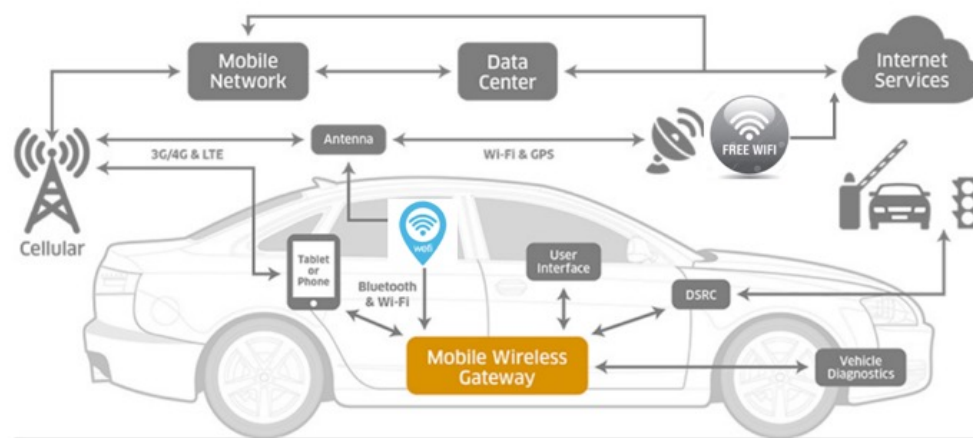 Mobile
Network
Data
Center
Internet
Services
Antenna
3G/4G & LTE
Wi-Fi & GPS
FREE WIFI
Cellular
Tablet
or
Phone
wefi
Bluetooth
& Wi-Fi
User
Interface
DSRC
Mobile Wireless
Gateway
Vehicle
Diagnostics